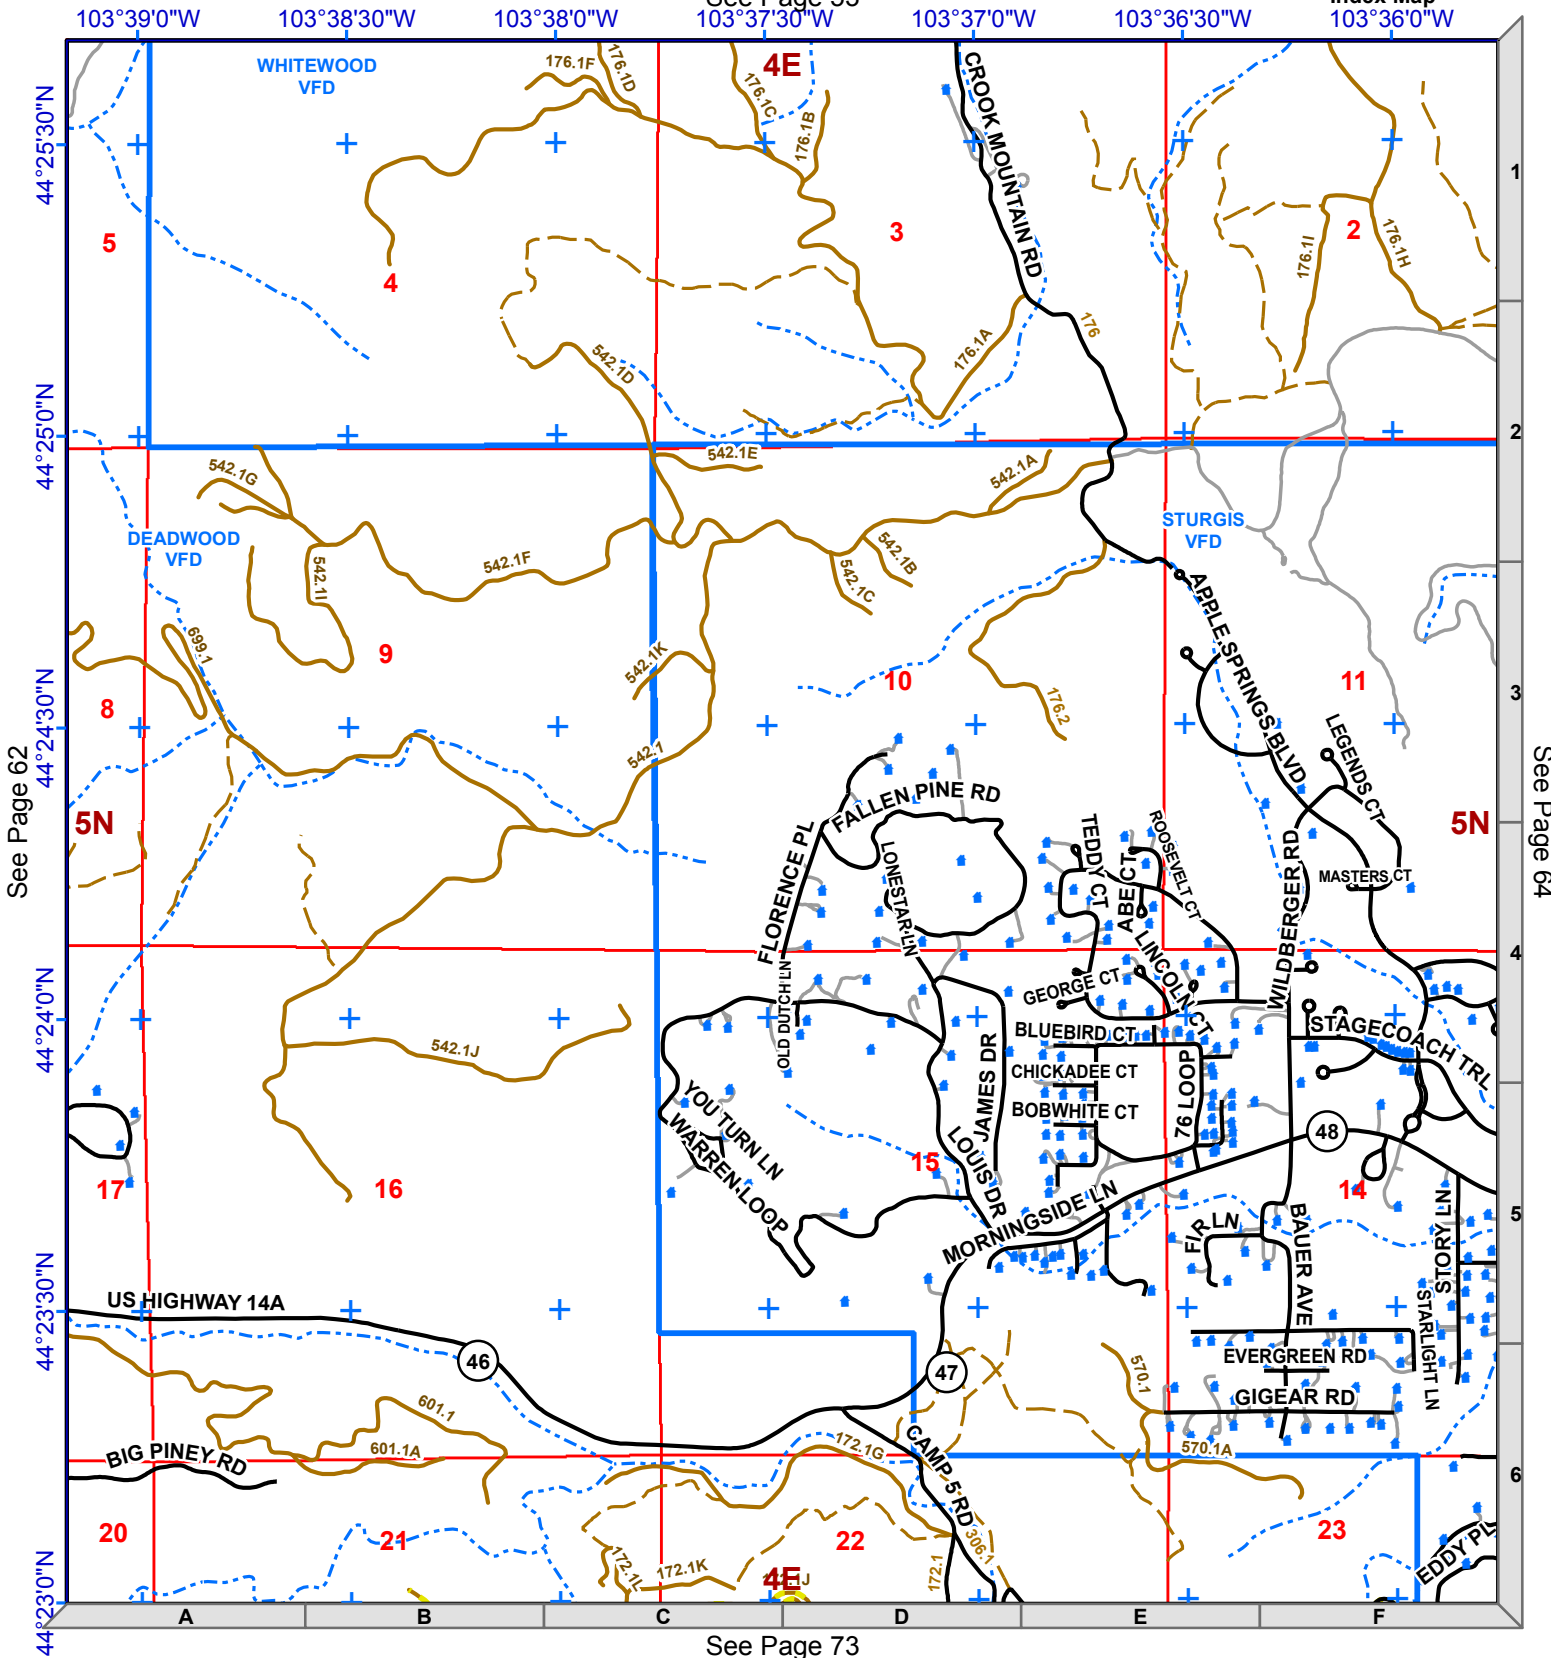 See Page 53
Index Map
103°39'0"W
103°38'30"W
103°38'0"W
103°37'30"W
103°37'0"W
103°36'30"W
103°36'0"W
WHITEWOOD
VFD
4E
176.1F
176.1D
176.1C
176.1B
CROOK MOUNTAIN RD
44°25'30"N
1
5
4
3
2
176.1I
176.1H
176.1A
176
542.1D
44°25'0"N
2
542.1E
542.1G
542.1A
DEADWOOD
VFD
STURGIS
VFD
542.1F
542.1I
542.1B
542.1C
APPLE SPRINGS BLVD
699.1
9
542.1K
10
11
8
176.2
3
44°24'30"N
542.1
LEGENDS CT
See Page 62
See Page 64
5N
5N
FALLEN PINE RD
FLORENCE PL
LONESTAR LN
TEDDY CT
ABE CT
ROOSEVELT CT
WILDBERGER RD
MASTERS CT
LINCOLN CT
GEORGE CT
4
OLD DUTCH LN
44°24'0"N
542.1J
BLUEBIRD CT
STAGECOACH TRL
CHICKADEE CT
JAMES DR
76 LOOP
BOBWHITE CT
YOU TURN LN
WARREN LOOP
LOUIS DR
48
15
17
16
14
MORNINGSIDE LN
FIR LN
BAUER AVE
STORY LN
5
44°23'30"N
US HIGHWAY 14A
STARLIGHT LN
46
47
EVERGREEN RD
570.1
GIGEAR RD
601.1
601.1A
172.1G
CAMP 5 RD
570.1A
BIG PINEY RD
6
20
21
22
23
306.1
EDDY PL
172.1L
172.1K
172.1
4E
44°23'0"N
A
B
C
D
E
F
See Page 73